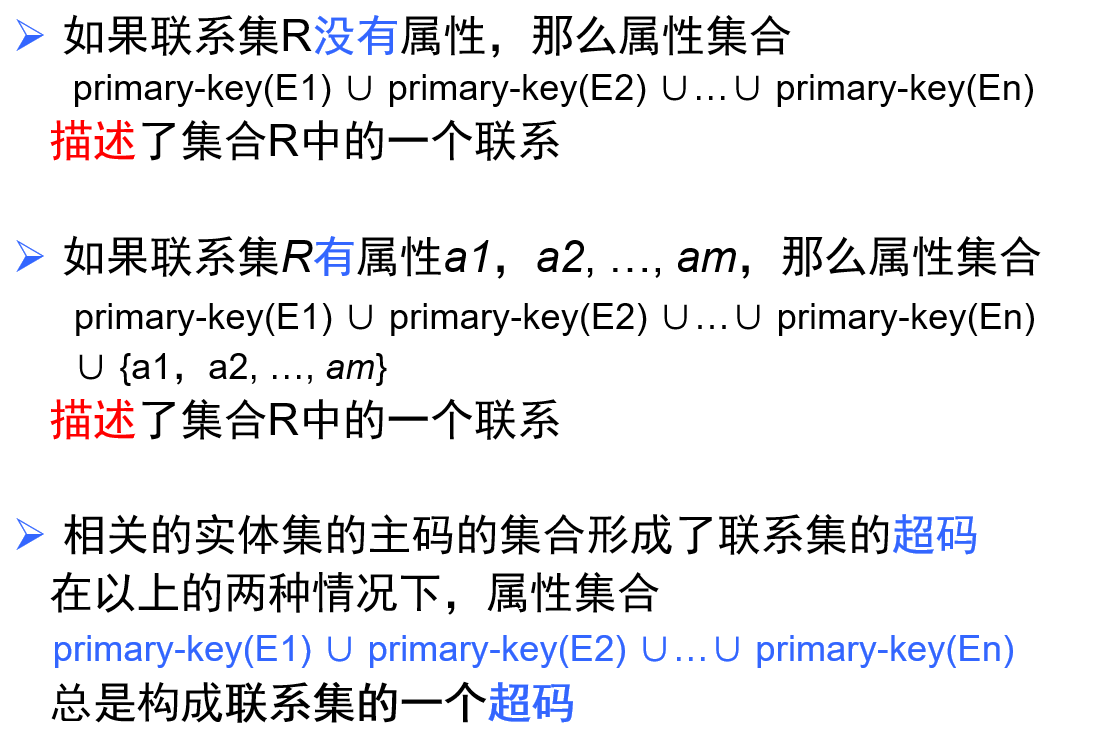 ➢ 如果联系集R没有属性，那么属性集合
primary-key(E1) ∪ primary-key(E2) ∪…∪ primary-key(En)
描述了集合R中的一个联系
➢ 如果联系集R有属性a1，a2, …, am，那么属性集合
primary-key(E1) ∪ primary-key(E2) ∪…∪ primary-key(En)
∪ {a1，a2, …, am}
描述了集合R中的一个联系
➢ 相关的实体集的主码的集合形成了联系集的超码
在以上的两种情况下，属性集合
primary-key(E1) ∪ primary-key(E2) ∪…∪ primary-key(En)
总是构成联系集的一个超码